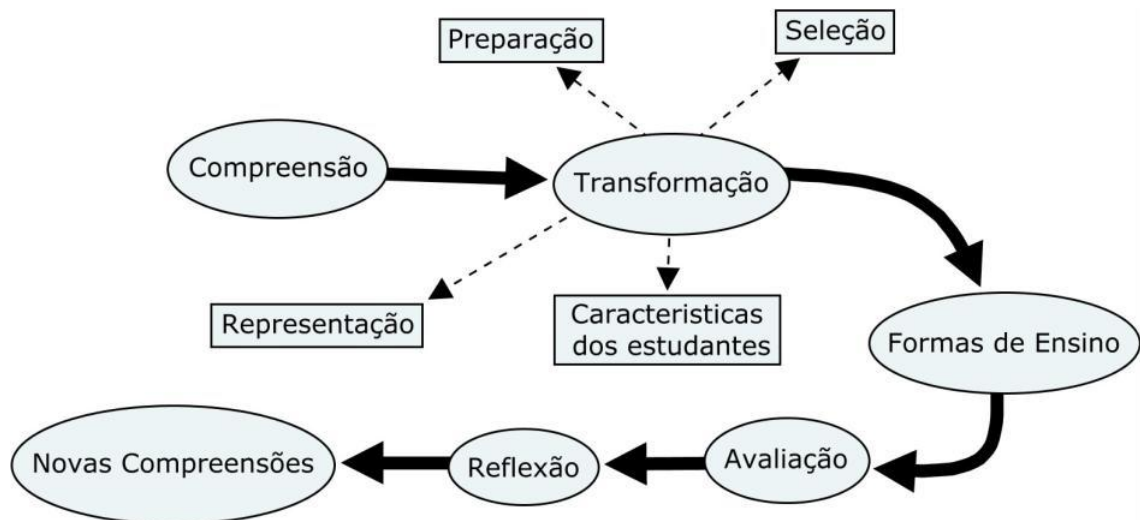 Preparação
Seleção
Compreensão
Transformação
Representação
Caracteristicas
dos estudantes
Formas de Ensino
Avaliação
Reflexão
Novas Compreensões